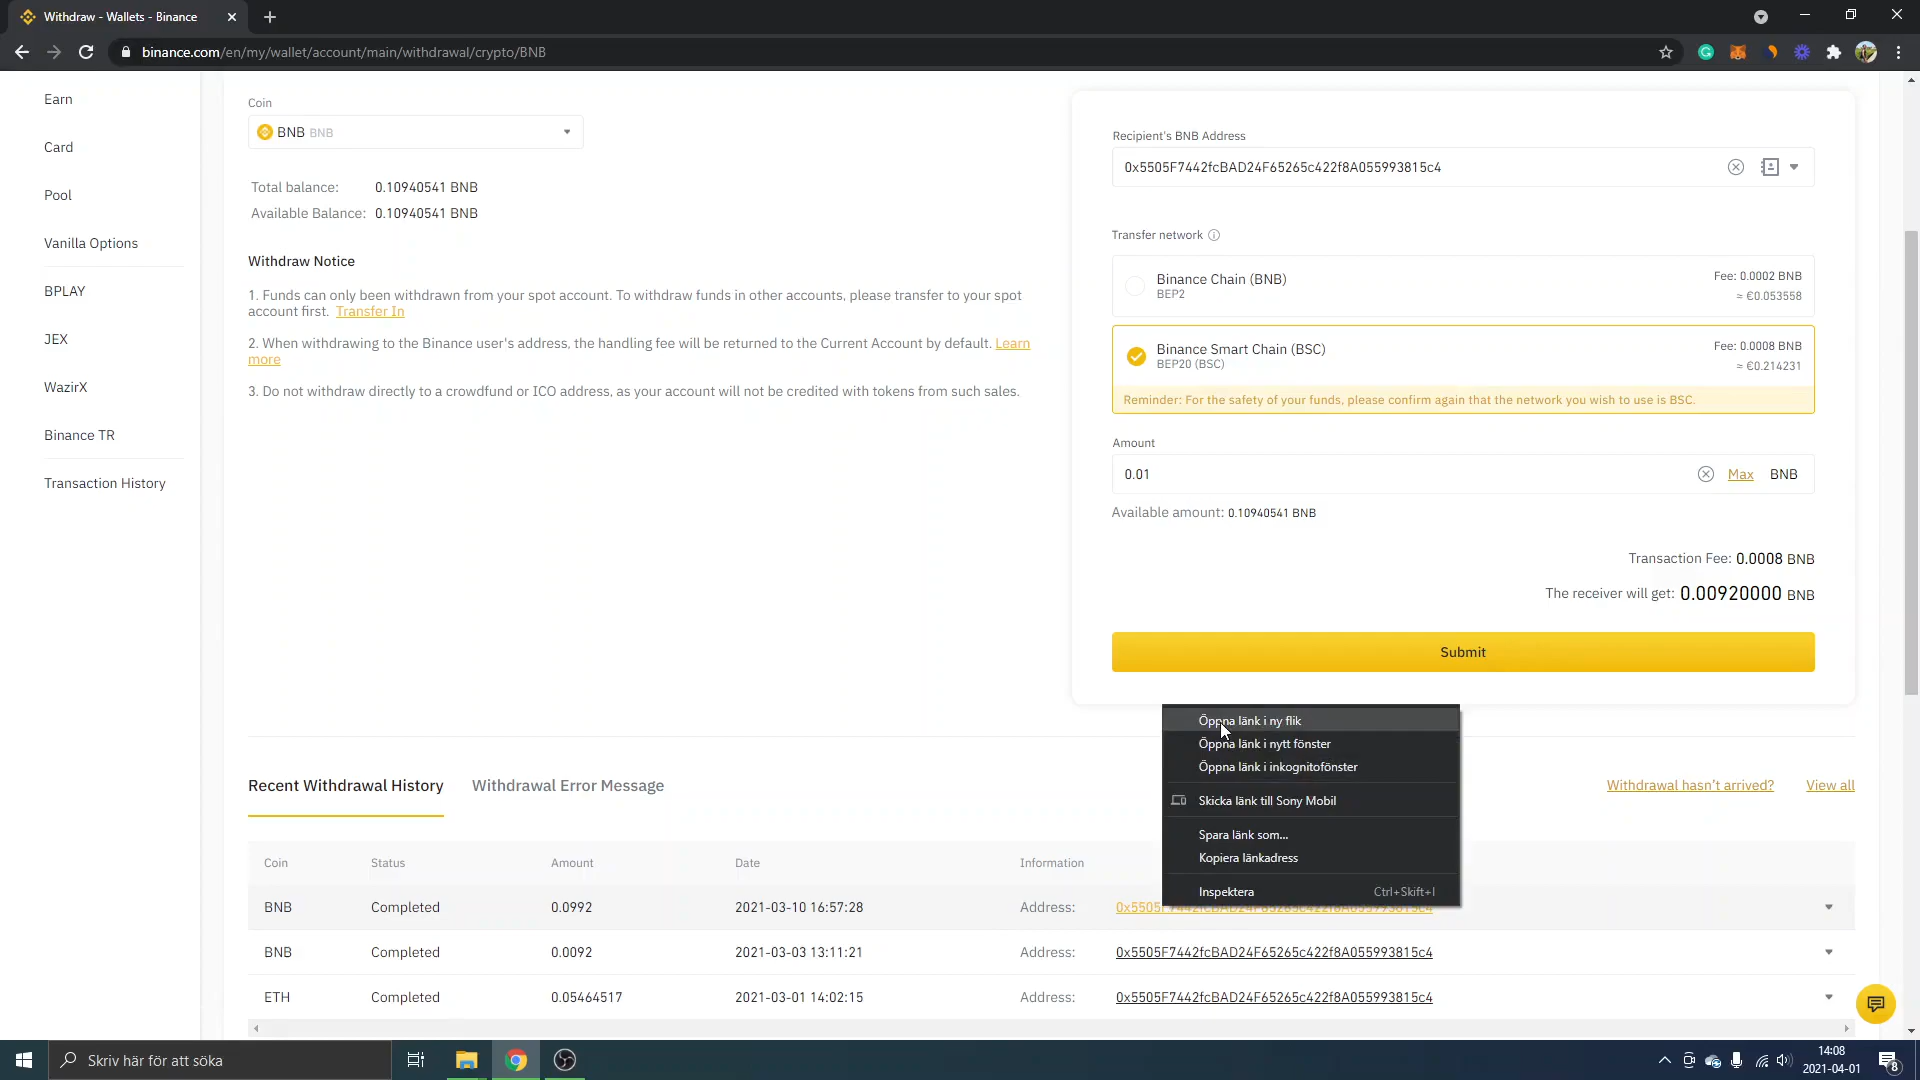 Withdraw - Wallets - Binance
binance.com/en/my/wallet/account/main/withdrawal/crypto/BNB
Earn
Card
Pool
Vanilla Options
BPLAY
JEX
WazirX
Binance TR
Transaction History
Coin
BNB BNB
Total balance: 0.10940541 BNB
Available Balance: 0.10940541 BNB
Withdraw Notice
1. Funds can only been withdrawn from your spot account. To withdraw funds in other accounts, please transfer to your spot
account first. Transfer In
2. When withdrawing to the Binance user's address, the handling fee will be returned to the Current Account by default. Learn
more
3. Do not withdraw directly to a crowdfund or ICO address, as your account will not be credited with tokens from such sales.
Recipient's BNB Address
0x5505F7442fcBAD24F65265c422f8A055993815c4
Transfer network
Binance Chain (BNB)
BEP2
Fee: 0.0002 BNB
≈ €0.053558
Binance Smart Chain (BSC)
BEP20 (BSC)
Fee: 0.0008 BNB
≈ €0.214231
Reminder: For the safety of your funds, please confirm again that the network you wish to use is BSC.
Amount
0.01 Max BNB
Available amount: 0.10940541 BNB
Transaction Fee: 0.0008 BNB
The receiver will get: 0.00920000 BNB
Submit
Öppna länk i ny flik
Öppna länk i nytt fönster
Öppna länk i inkognitofönster
Skicka länk till Sony Mobil
Spara länk som...
Kopiera länkadress
Inspektera Ctrl+Skift+I
Recent Withdrawal History Withdrawal Error Message Withdrawal hasn't arrived? View all
Coin Status Amount Date Information
BNB Completed 0.0992 2021-03-10 16:57:28 Address: 0x5505F7442fcBAD24F65265c422f8A055993815c4
BNB Completed 0.0092 2021-03-03 13:11:21 Address: 0x5505F7442fcBAD24F65265c422f8A055993815c4
ETH Completed 0.05464517 2021-03-01 14:02:15 Address: 0x5505F7442fcBAD24F65265c422f8A055993815c4
Skriv här för att söka
14:08
2021-04-01
8